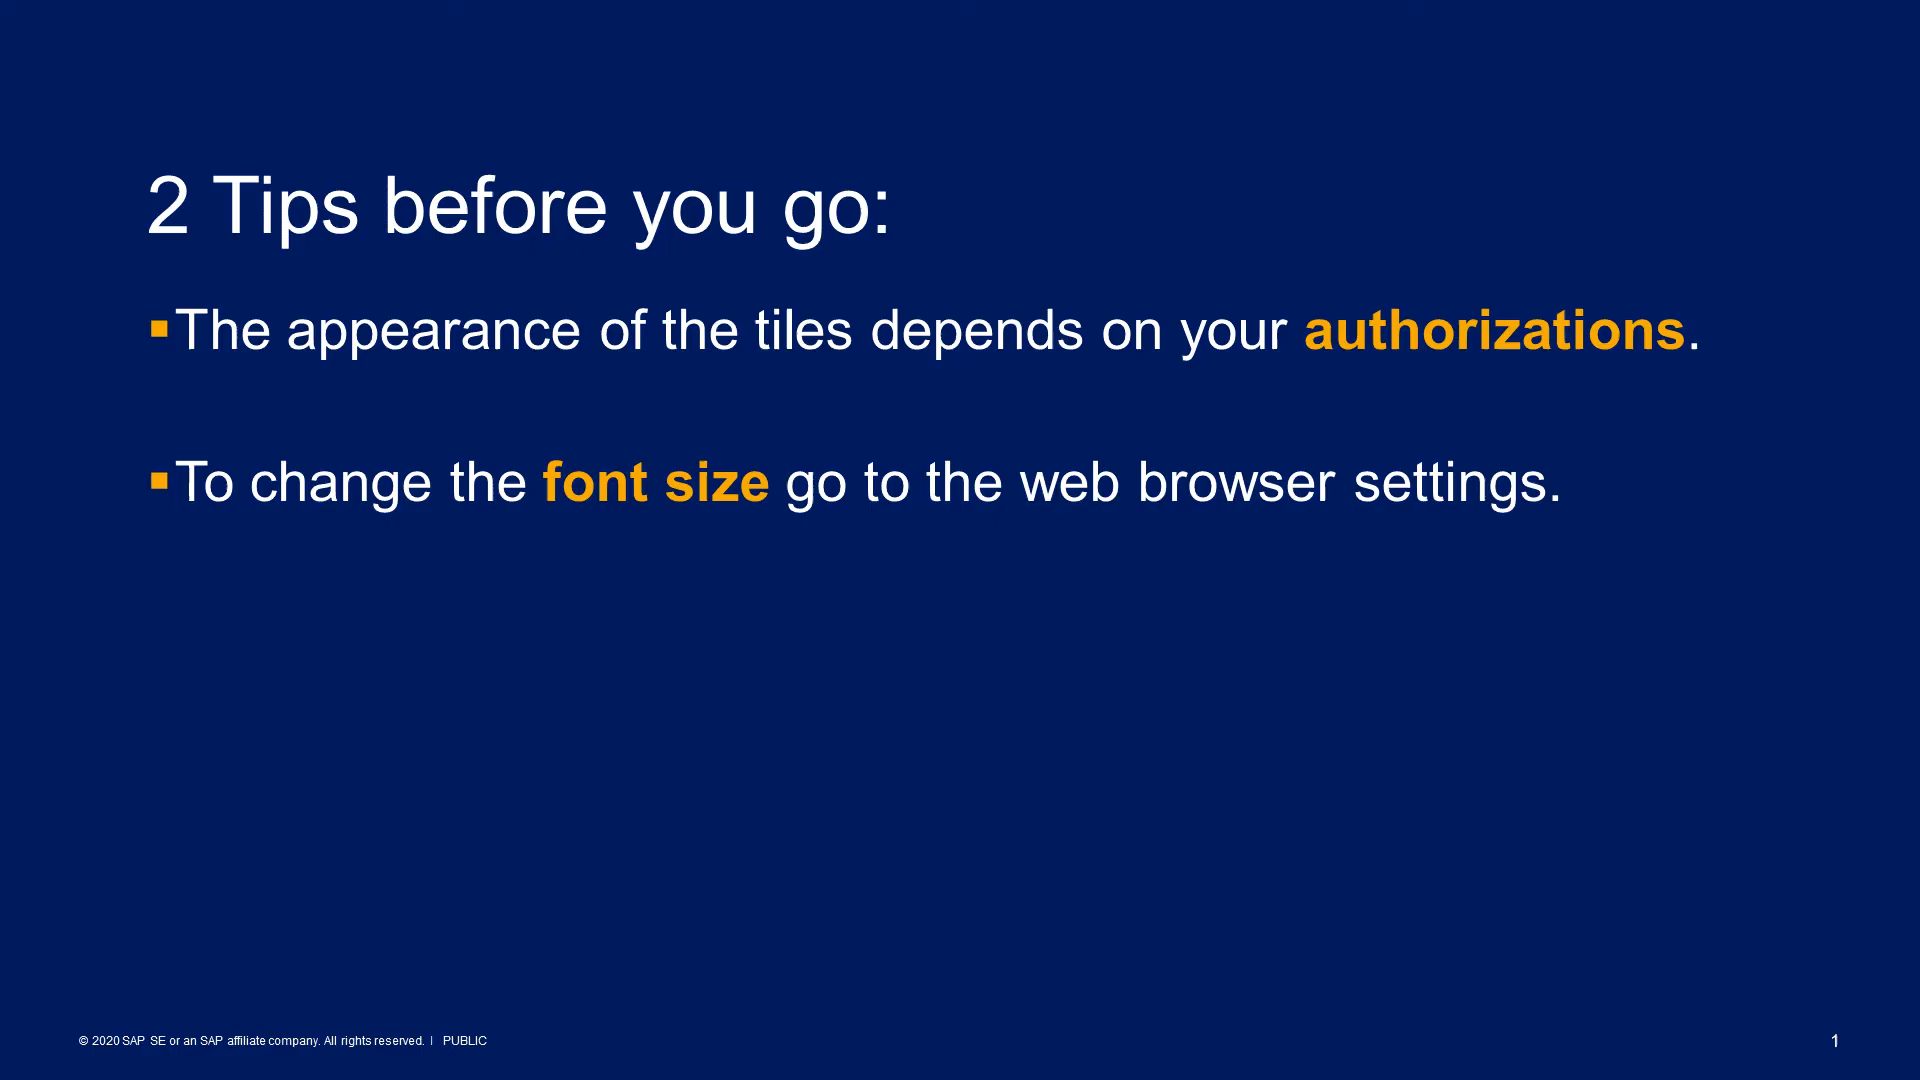 2 Tips before you go:
▪The appearance of the tiles depends on your authorizations.
▪To change the font size go to the web browser settings.
© 2020 SAP SE or an SAP affiliate company. All rights reserved. | PUBLIC
1